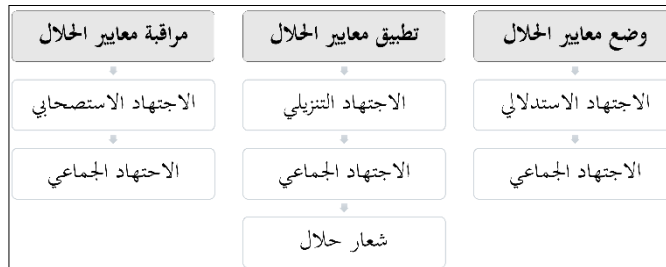 وضع معايير الحلال
تطبيق معايير الحلال
مراقبة معايير الحلال
الاجتهاد الاستدلالي
الاجتهاد التنزيلي
الاجتهاد الاستصحابي
الاجتهاد الجماعي
الاجتهاد الجماعي
الاحتهاد الجماعي
شعار حلال